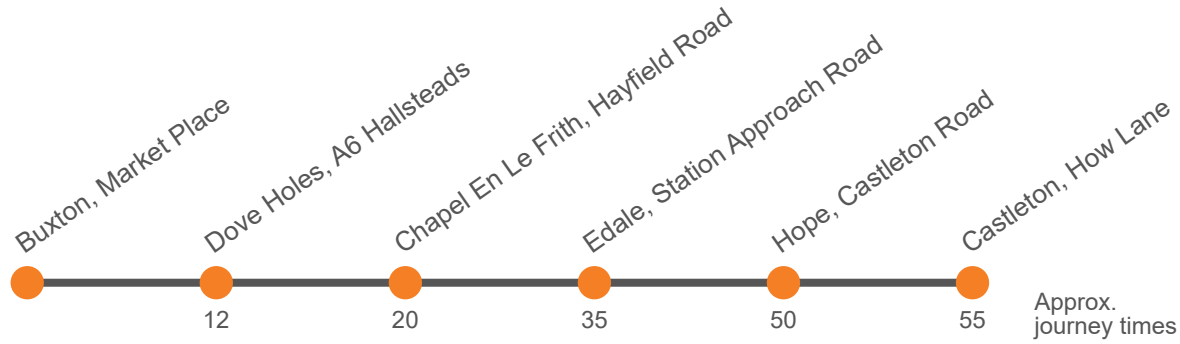 Buxton, Market Place
Dove Holes, A6 Hallsteads
Chapel En Le Frith, Hayfield Road
Edale, Station Approach Road
Hope, Castleton Road
Castleton, How Lane
12
20
35
50
55
Approx.
journey times